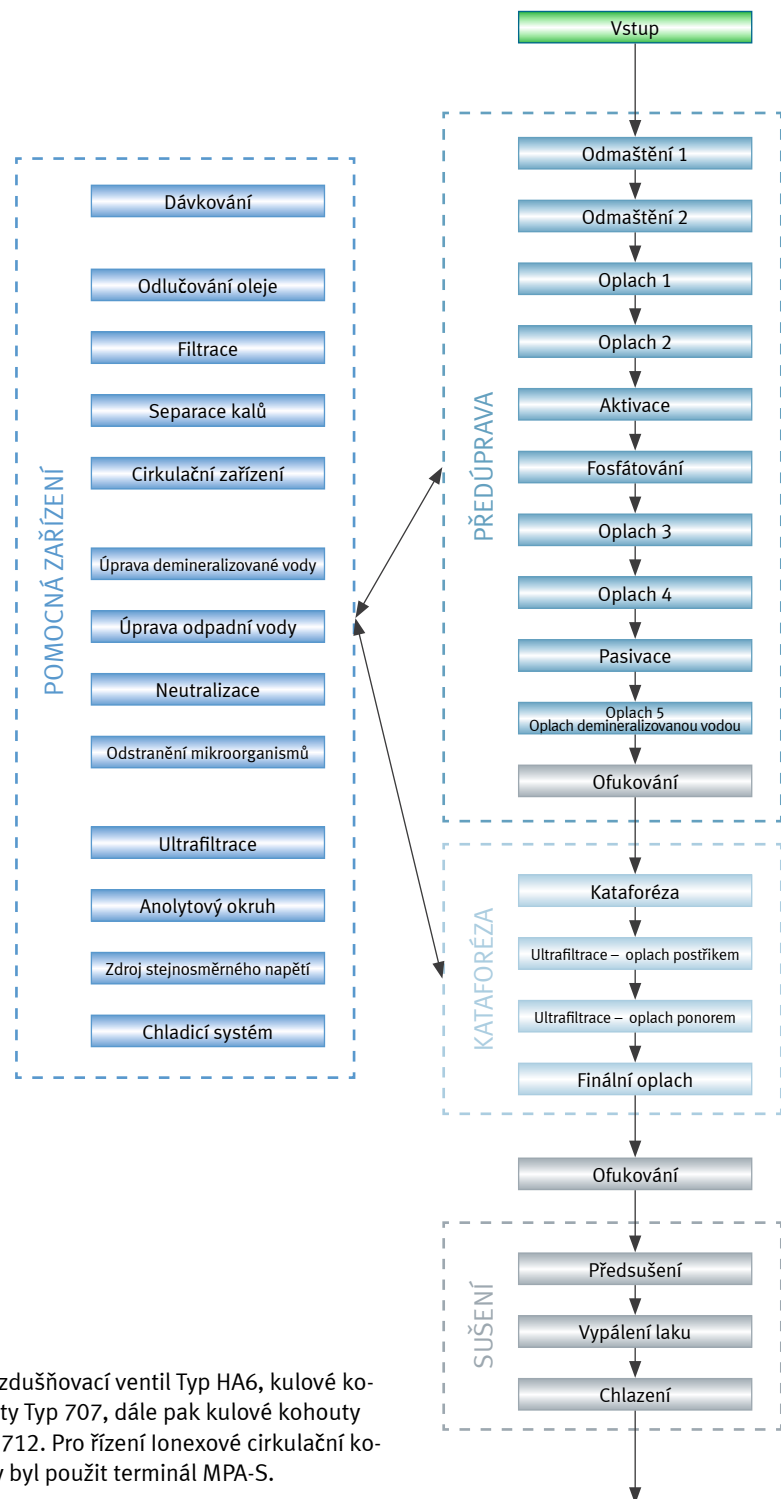 Vstup
POMOCNÁ ZAŘÍZENÍ
Dávkování
Odlučování oleje
Filtrace
Separace kalů
Cirkulační zařízení
Úprava demineralizované vody
Úprava odpadní vody
Neutralizace
Odstranění mikroorganismů
Ultrafiltrace
Anolytový okruh
Zdroj stejnosměrného napětí
Chladicí systém
PŘEDÚPRAVA
Odmaštění 1
Odmaštění 2
Oplach 1
Oplach 2
Aktivace
Fosfátování
Oplach 3
Oplach 4
Pasivace
Oplach 5
Oplach demineralizovanou vodou
Ofukování
KATAFORÉZA
Kataforéza
Ultrafiltrace – oplach postřikem
Ultrafiltrace – oplach ponorem
Finální oplach
Ofukování
SUŠENÍ
Předsušení
Vypálení laku
Chlazení
zdušňovací ventil Typ HA6, kulové ko-
ty Typ 707, dále pak kulové kohouty
712. Pro řízení Ionexové cirkulační ko-
y byl použit terminál MPA-S.